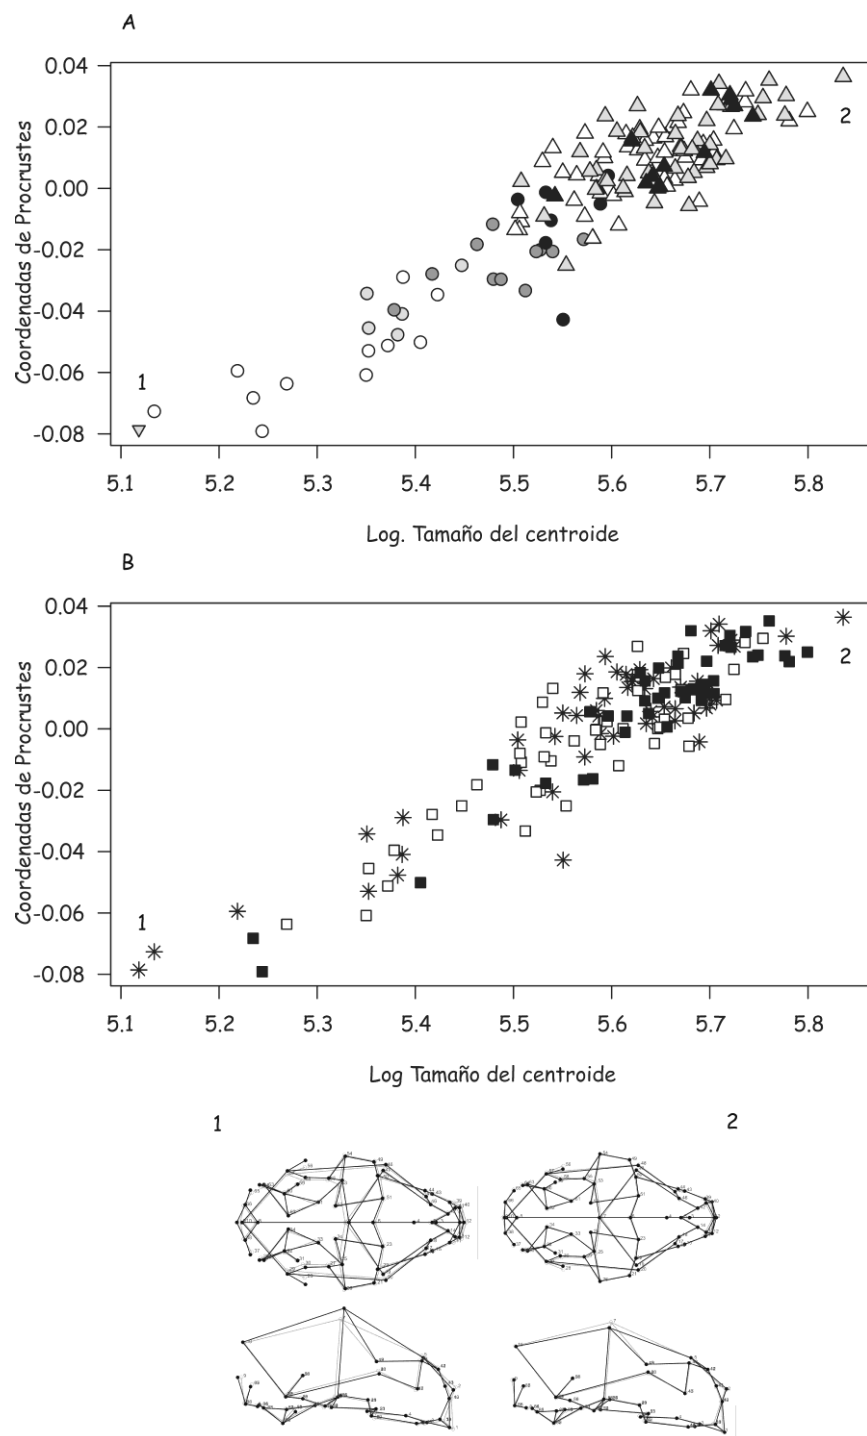 A
0.04
0.02
0.00
-0.02
-0.04
-0.06
-0.08
Coordenadas de Procrustes
1
2
5.1 5.2 5.3 5.4 5.5 5.6 5.7 5.8
Log. Tamaño del centroide
B
0.04
0.02
0.00
-0.02
-0.04
-0.06
-0.08
Coordenadas de Procrustes
1
2
5.1 5.2 5.3 5.4 5.5 5.6 5.7 5.8
Log Tamaño del centroide
1 2